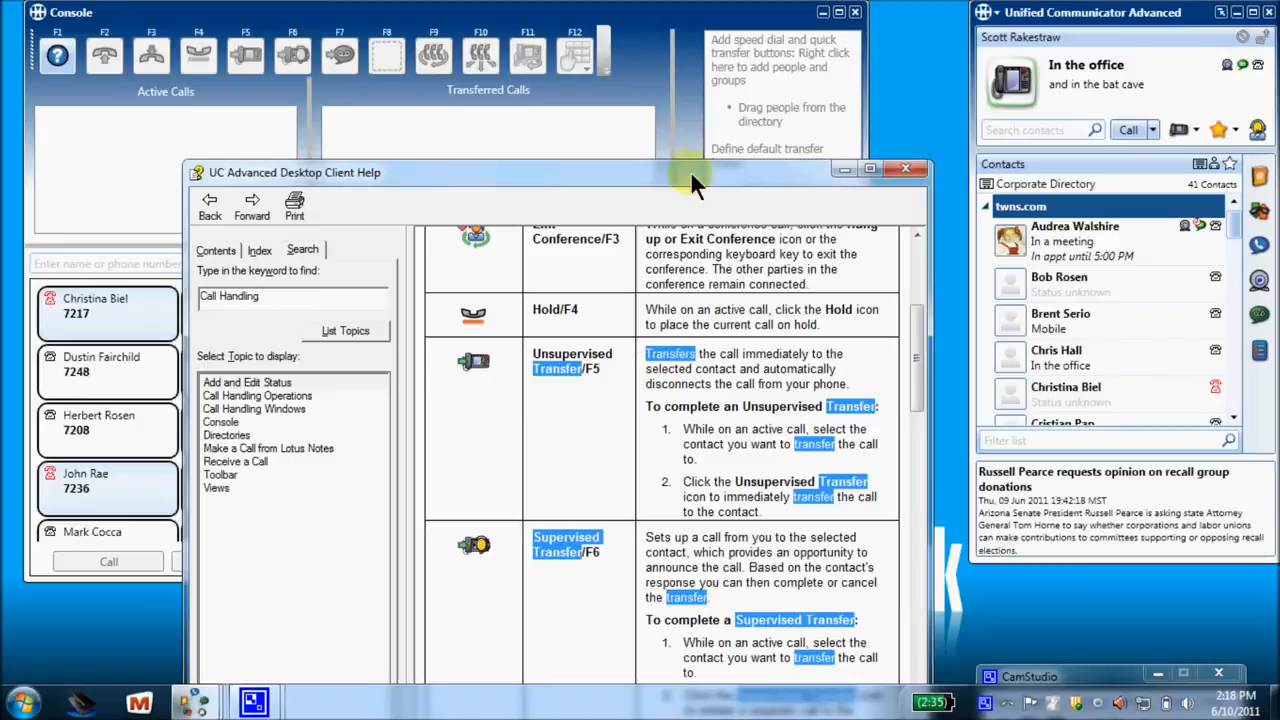 Console
F1 F2 F3 F4 F5 F6 F7 F8 F9 F10 F11 F12
Active Calls
Transferred Calls
Add speed dial and quick
transfer buttons: Right click
here to add people and
groups
• Drag people from the
directory
Define default transfer
Enter name or phone number
Christina Biel
7217
Dustin Fairchild
7248
Herbert Rosen
7208
John Rae
7236
Mark Cocca
Call
UC Advanced Desktop Client Help
Back
Forward
Print
Contents
Index
Search
Type in the keyword to find:
Call Handling
List Topics
Select Topic to display:
Add and Edit Status
Call Handling Operations
Call Handling Windows
Console
Directories
Make a Call from Lotus Notes
Receive a Call
Toolbar
Views
Exit
Conference/F3
While on a conference call, click the Hang
up or Exit Conference icon or the
corresponding keyboard key to exit the
conference. The other parties in the
conference remain connected.
Hold/F4
While on an active call, click the Hold icon
to place the current call on hold.
Unsupervised
Transfer/F5
Transfers the call immediately to the
selected contact and automatically
disconnects the call from your phone.
To complete an Unsupervised Transfer:
1. While on an active call, select the
contact you want to transfer the call
to.
2. Click the Unsupervised Transfer
icon to immediately transfer the call
to the contact.
Supervised
Transfer/F6
Sets up a call from you to the selected
contact, which provides an opportunity to
announce the call. Based on the contact's
response you can then complete or cancel
the transfer.
To complete a Supervised Transfer:
1. While on an active call, select the
contact you want to transfer the call
to.
Unified Communicator Advanced
Scott Rakestraw
In the office
and in the bat cave
Search contacts
Call
Contacts
Corporate Directory
41 Contacts
twns.com
Audrea Walshire
In a meeting
In appt until 5:00 PM
Bob Rosen
Status unknown
Brent Serio
Mobile
Chris Hall
In the office
Christina Biel
Status unknown
Cristian Pap
Filter list
Russell Pearce requests opinion on recall group
donations
Thu, 09 Jun 2011 19:42:18 MST
Arizona Senate President Russell Pearce is asking state Attorney
General Tom Horne to say whether corporations and labor unions
can make contributions to committees supporting or opposing recall
elections.
k
CamStudio
(2:35)
2:18 PM
6/10/2011